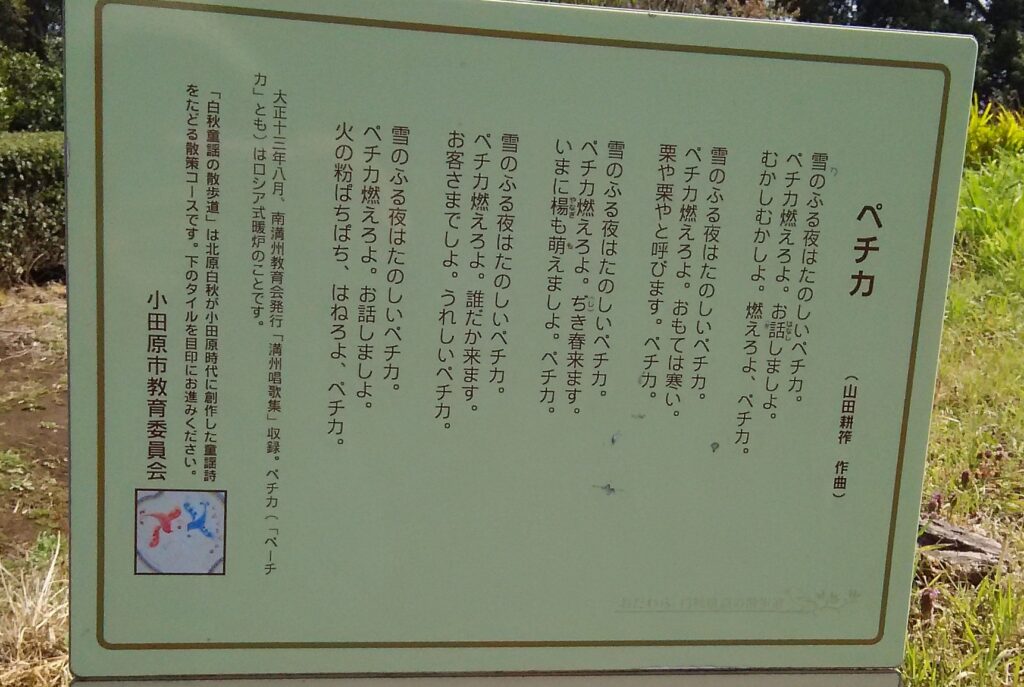 ペチカ
(山田耕筰 作曲)
雪のふる夜はたのしいペチカ。
ペチカ燃えろよ。お話しましよ。
むかしむかしよ。燃えろよ、ペチカ。
雪のふる夜はたのしいペチカ。
ペチカ燃えろよ。おもては寒い。
栗や栗やと呼びます。ペチカ。
雪のふる夜はたのしいペチカ。
ペチカ燃えろよ。ぢき春来ます。
いまに楊も萌えましよ。ペチカ。
雪のふる夜はたのしいペチカ。
ペチカ燃えろよ。誰だか来ます。
お客さまでしよ。うれしいペチカ。
雪のふる夜はたのしいペチカ。
ペチカ燃えろよ。お話しましよ。
火の粉ぱちぱち、はねろよ、ペチカ。
大正十三年八月、南満州教育会発行「満州唱歌集」収録。ペチカ(「ペーチ
カ」とも)はロシア式暖炉のことです。
「白秋童謡の散歩道」は北原白秋が小田原時代に創作した童謡詩
をたどる散策コースです。下のタイルを目印にお進みください。
小田原市教育委員会